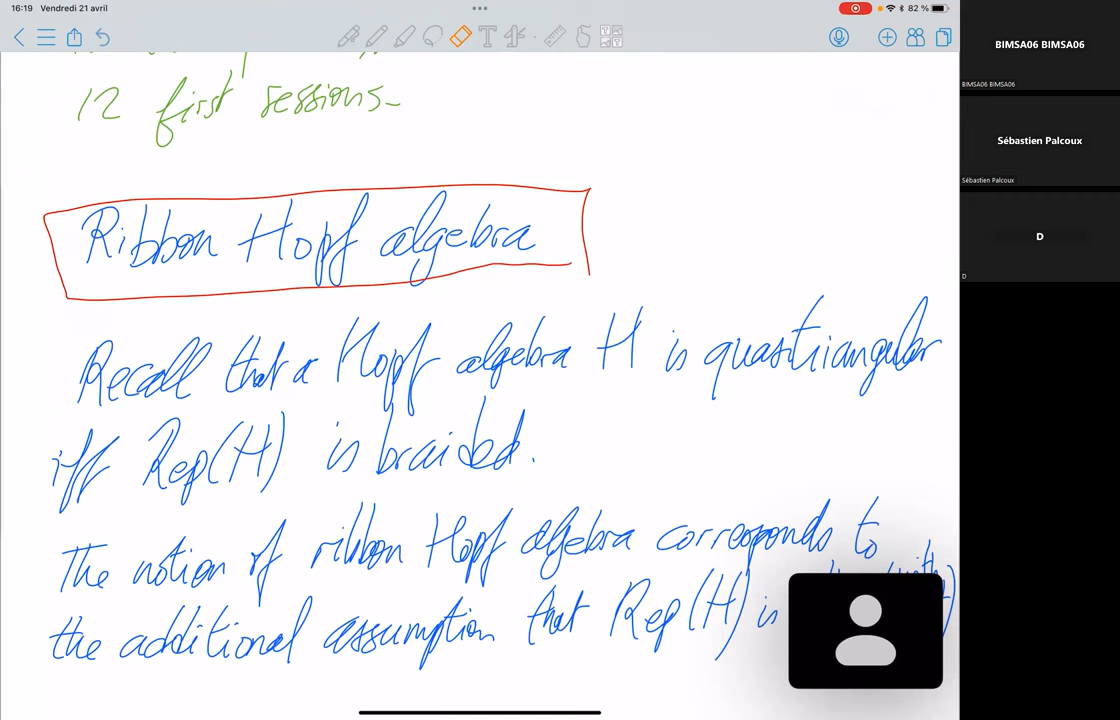 16:19 Vendredi 21 avril
82 %
12 first sessions.
Ribbon Hopf algebra
Recall that a Hopf algebra H is quasitriangular
iff Rep(H) is braided.
The notion of ribbon Hopf algebra corresponds to
the additional assumption that Rep(H) is
BIMSA06 BIMSA06
BIMSA06 BIMSA06
Sébastien Palcoux
Sébastien Palcoux
D
D